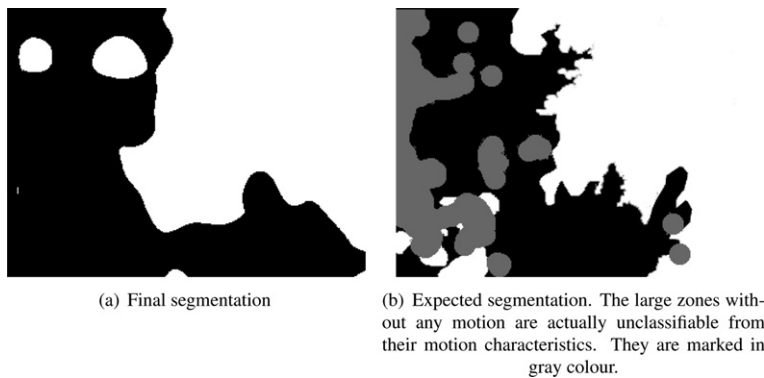 (a) Final segmentation
(b) Expected segmentation. The large zones with-
out any motion are actually unclassifiable from
their motion characteristics. They are marked in
gray colour.